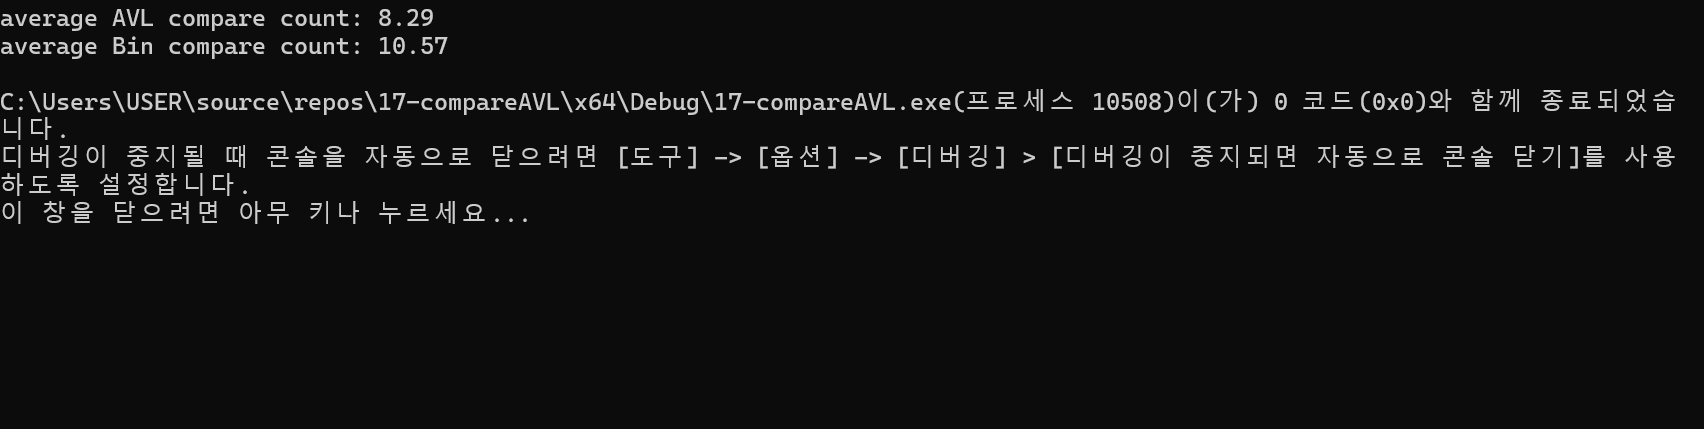 average AVL compare count: 8.29
average Bin compare count: 10.57
C:\Users\USER\source\repos\17-compareAVL\x64\Debug\17-compareAVL.exe(프로세스 10508)이(가) 0 코드(0x0)와 함께 종료되었습
니다.
디버깅이 중지될 때 콘솔을 자동으로 닫으려면 [도구] -> [옵션] -> [디버깅] > [디버깅이 중지되면 자동으로 콘솔 닫기]를 사용
하도록 설정합니다.
이 창을 닫으려면 아무 키나 누르세요...